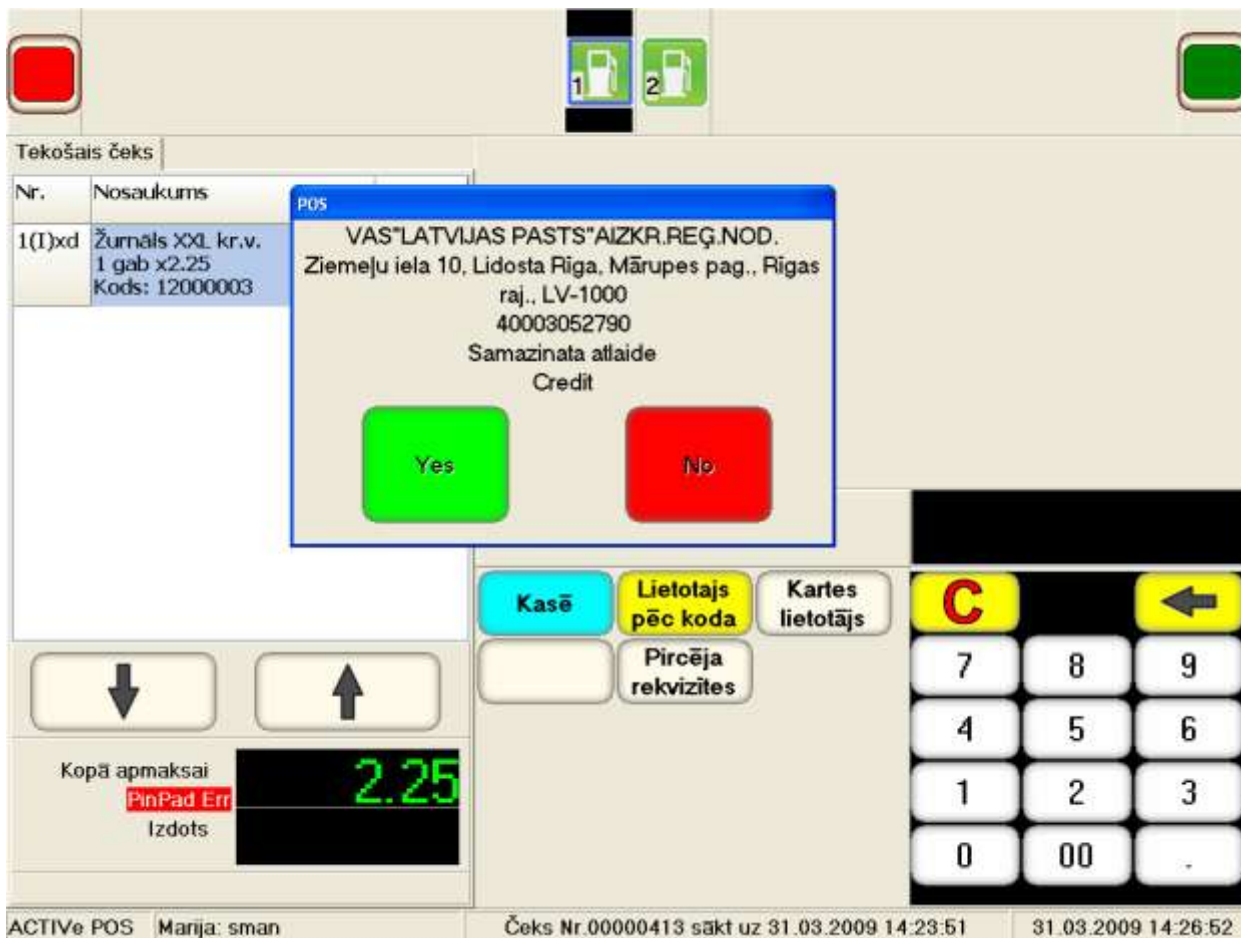 1
2
Tekošais čeks
Nr.
Nosaukums
1(I)xd
Žurnāls XXL kr.v.
1 gab x2.25
Kods: 12000003
POS
VAS"LATVIJAS PASTS"AIZKR.REĢ.NOD.
Ziemeļu iela 10, Lidosta Rīga, Mārupes pag., Rīgas
raj., LV-1000
40003052790
Samazinata atlaide
Credit
Yes
No
Kasē
Lietotajs
pēc koda
Kartes
lietotājs
Pircēja
rekvizītes
C
7
8
9
4
5
6
1
2
3
0
00
.
Kopā apmaksai
2.25
PinPad Err
Izdots
ACTIVe POS
Marija: sman
Čeks Nr.00000413 sākt uz 31.03.2009 14:23:51
31.03.2009 14:26:52